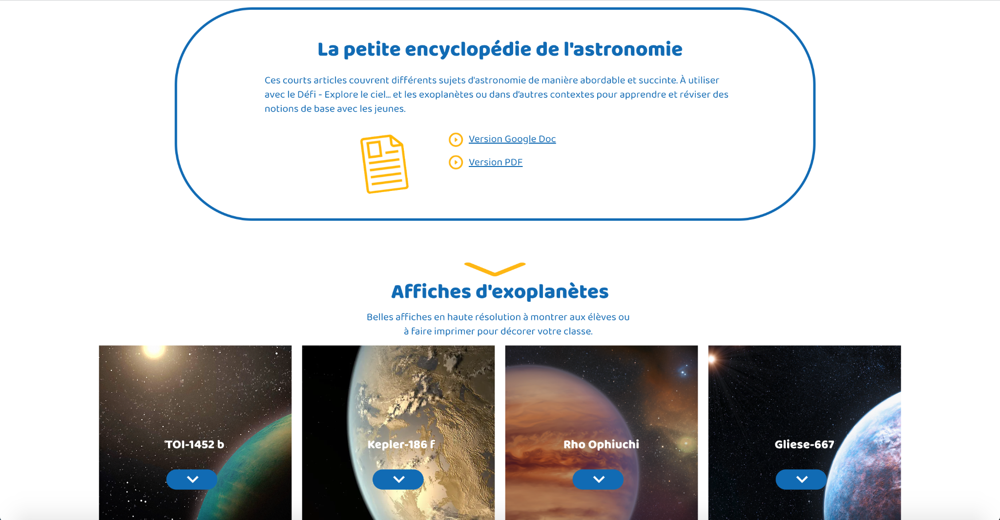 La petite encyclopédie de l'astronomie
Ces courts articles couvrent différents sujets d'astronomie de manière abordable et succinte. À utiliser
avec le Défi - Explore le ciel... et les exoplanètes ou dans d’autres contextes pour apprendre et réviser des
notions de base avec les jeunes.
Version Google Doc
Version PDF
Affiches d'exoplanètes
Belles affiches en haute résolution à montrer aux élèves ou
à faire imprimer pour décorer votre classe.
TOI-1452 b
Kepler-186 f
Rho Ophiuchi
Gliese-667